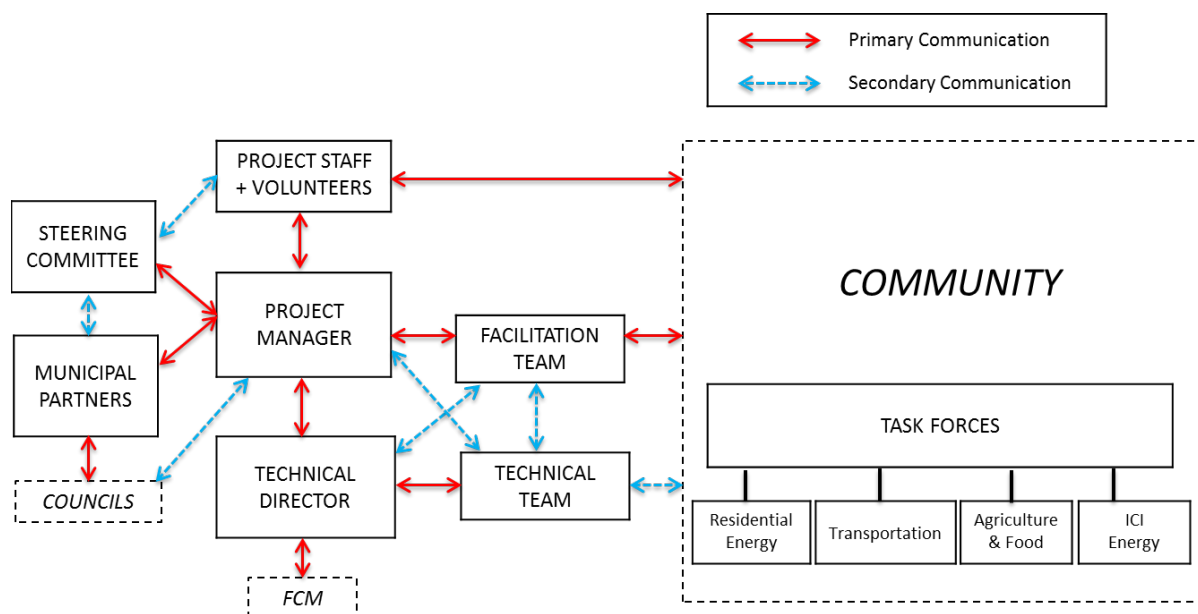 Primary Communication
Secondary Communication
PROJECT STAFF
+ VOLUNTEERS
STEERING
COMMITTEE
COMMUNITY
PROJECT
MANAGER
FACILITATION
TEAM
MUNICIPAL
PARTNERS
TASK FORCES
TECHNICAL
DIRECTOR
TECHNICAL
TEAM
COUNCILS
Residential
Energy
Transportation
Agriculture
& Food
ICI
Energy
FCM